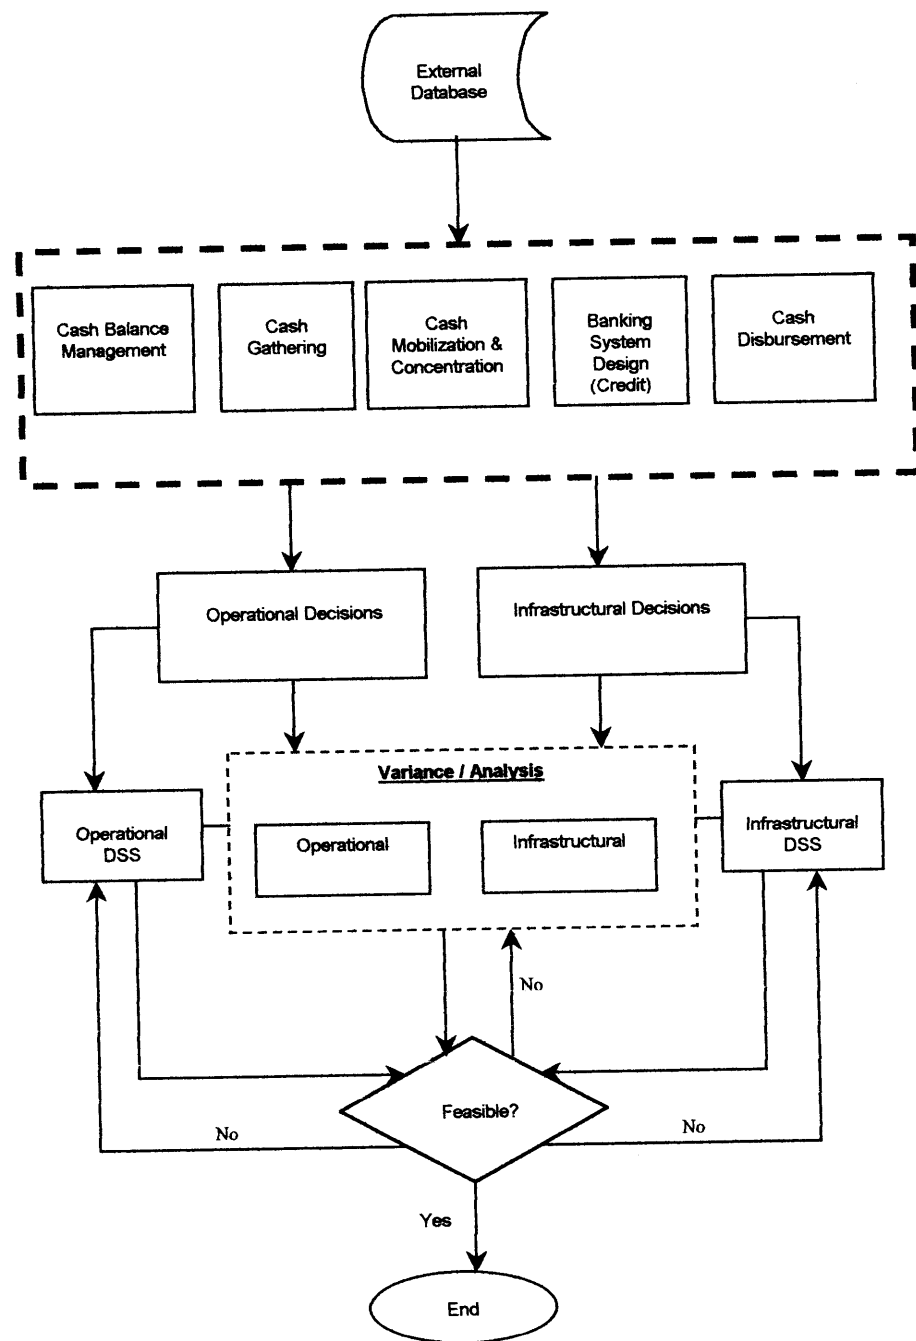 External
Database
Cash Balance
Management
Cash
Gathering
Cash
Mobilization &
Concentration
Banking
System
Design
(Credit)
Cash
Disbursement
Operational Decisions
Infrastructural Decisions
Variance / Analysis
Operational
DSS
Operational
Infrastructural
Infrastructural
DSS
No
Feasible?
No
No
Yes
End